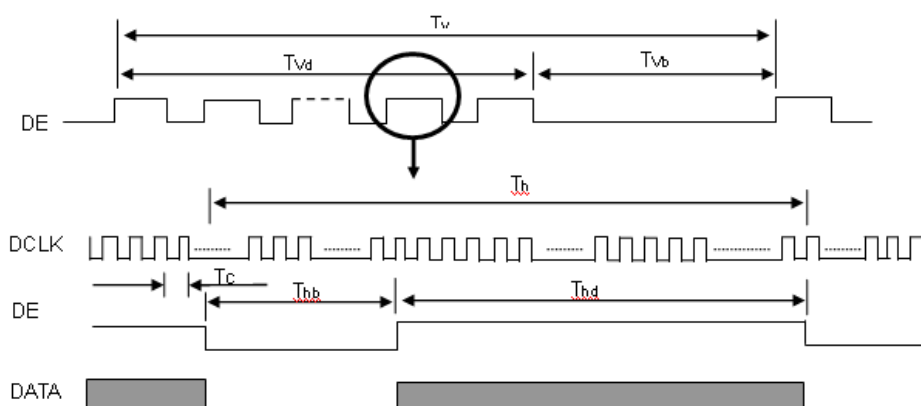 Tv
Tvd
Tvb
DE
Th
DCLK
Tc
Thb
Thd
DE
DATA